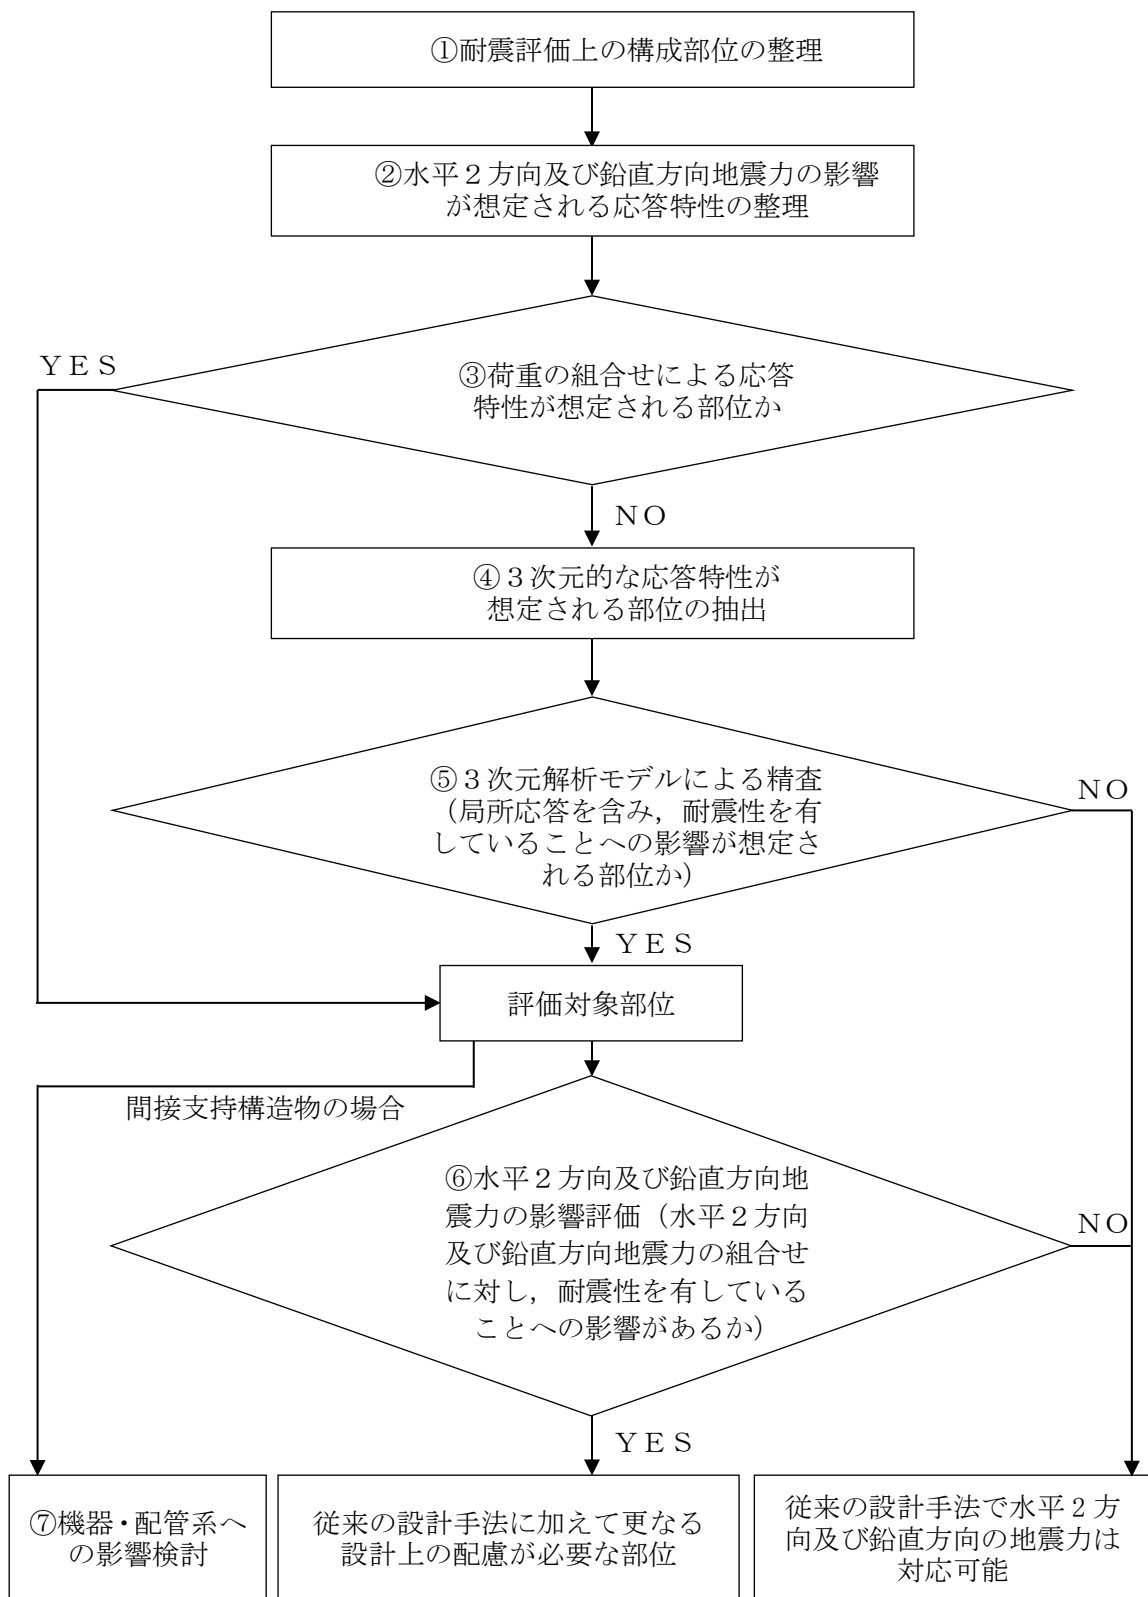 ①耐震評価上の構成部位の整理
②水平２方向及び鉛直方向地震力の影響
が想定される応答特性の整理
ＹＥＳ
③荷重の組合せによる応答
特性が想定される部位か
ＮＯ
④３次元的な応答特性が
想定される部位の抽出
⑤３次元解析モデルによる精査
（局所応答を含み，耐震性を有
していることへの影響が想定さ
れる部位か）
ＮＯ
ＹＥＳ
評価対象部位
間接支持構造物の場合
⑥水平２方向及び鉛直方向地
震力の影響評価（水平２方向
及び鉛直方向地震力の組合せ
に対し，耐震性を有している
ことへの影響があるか）
ＮＯ
ＹＥＳ
⑦機器・配管系へ
の影響検討
従来の設計手法に加えて更なる
設計上の配慮が必要な部位
従来の設計手法で水平２方
向及び鉛直方向の地震力は
対応可能